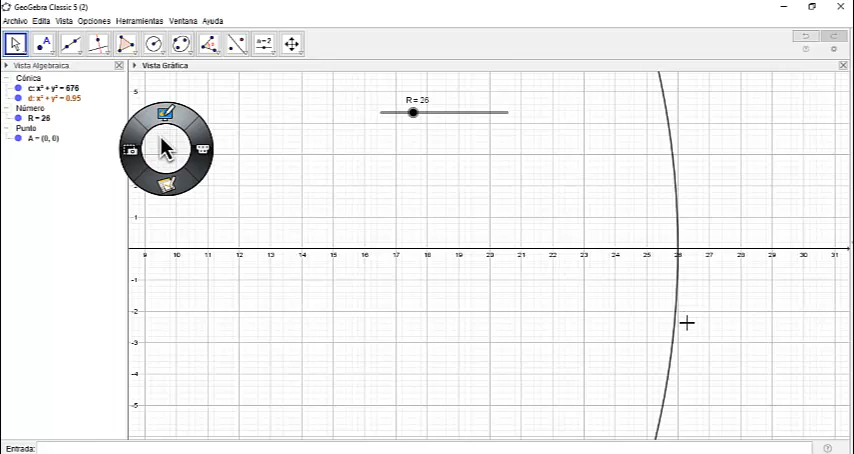 GeoGebra Classic 5 (2)
Archivo Edita Vista Opciones Herramientas Ventana Ayuda
a=2
Vista Algebraica
Vista Gráfica
Cónica
c: x² + y² = 676
d: x² + y² = 0.95
Número
R = 26
Punto
A = (0, 0)
R = 26
5
1
-1
-2
-3
-4
-5
9 10 11 12 13 14 15 16 17 18 19 20 21 22 23 24 25 26 27 28 29 30 31
Entrada: